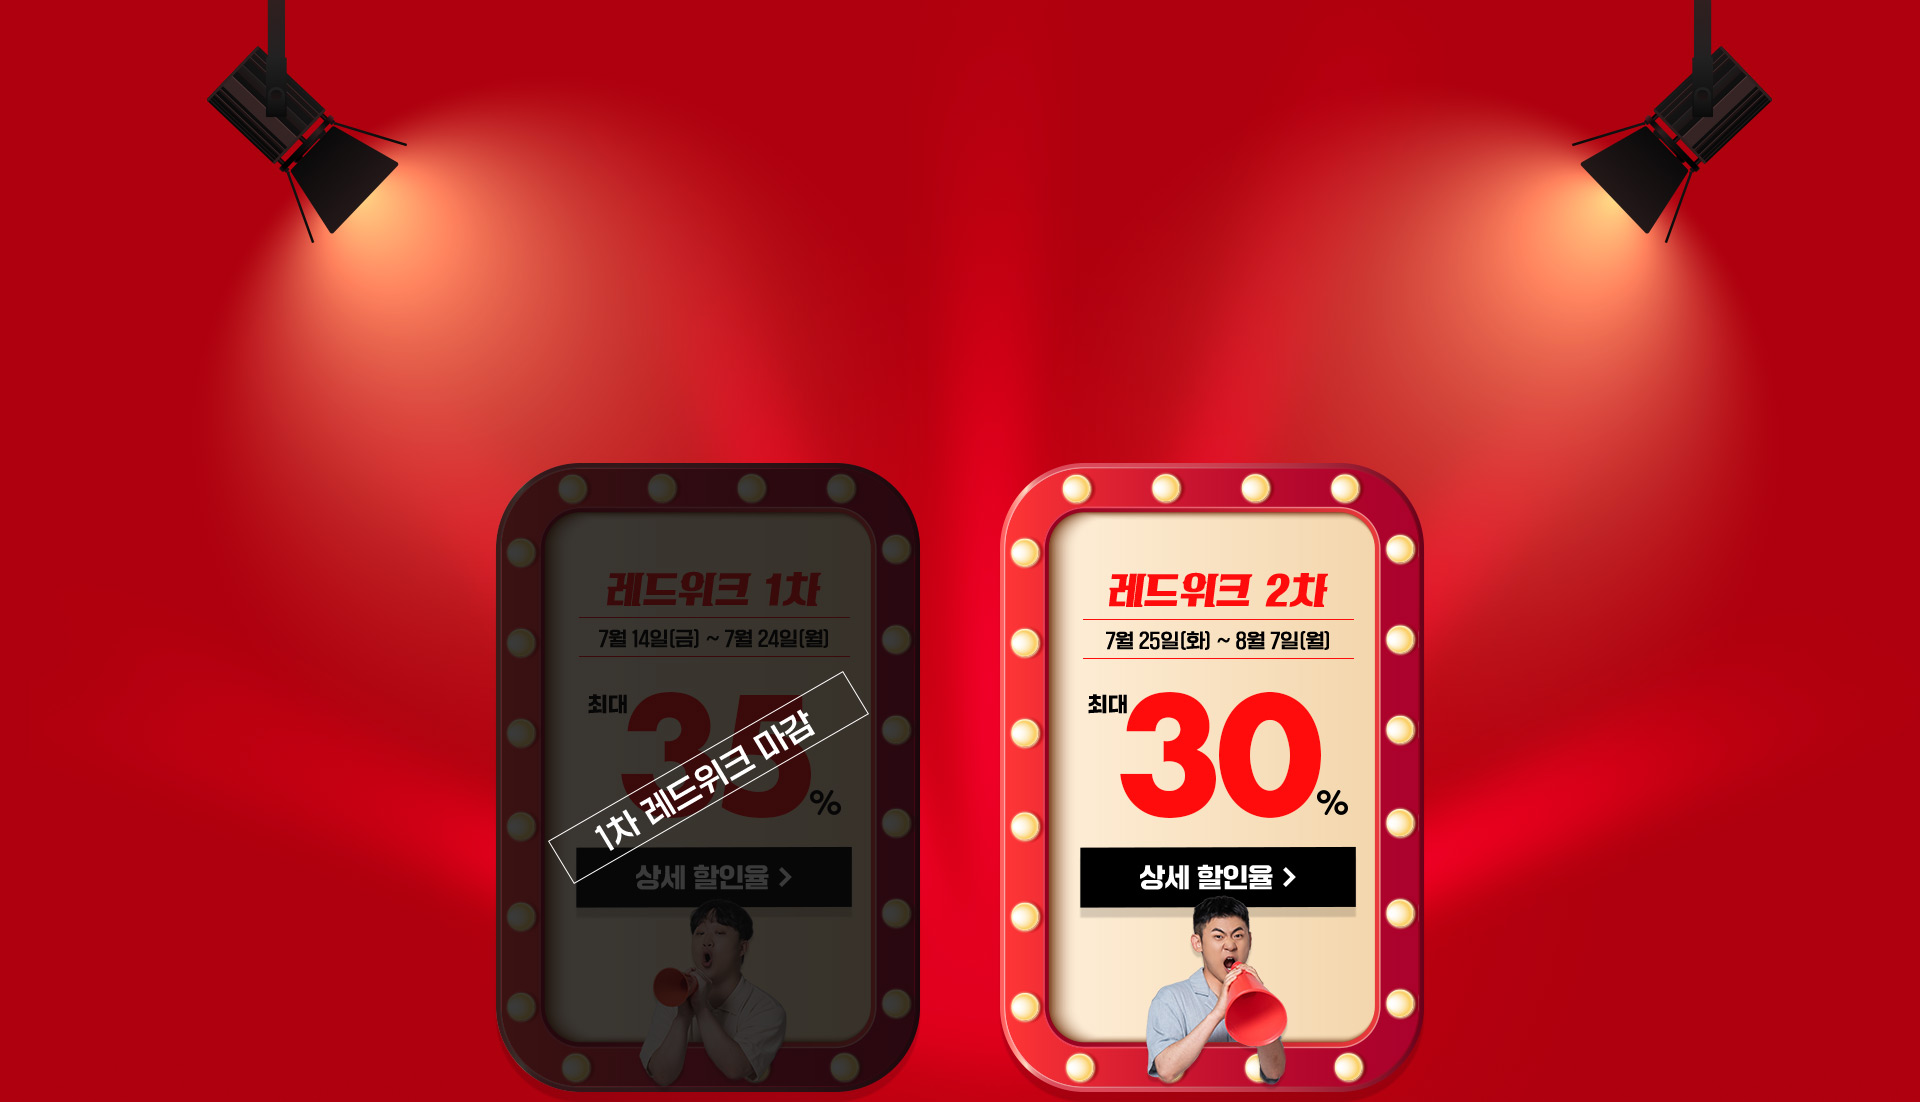 레드위크 1차
7월 14일(금) ~ 7월 24일(월)
최대
35
%
1차 레드위크 마감
상세 할인율 >
레드위크 2차
7월 25일(화) ~ 8월 7일(월)
최대
30
%
상세 할인율 >